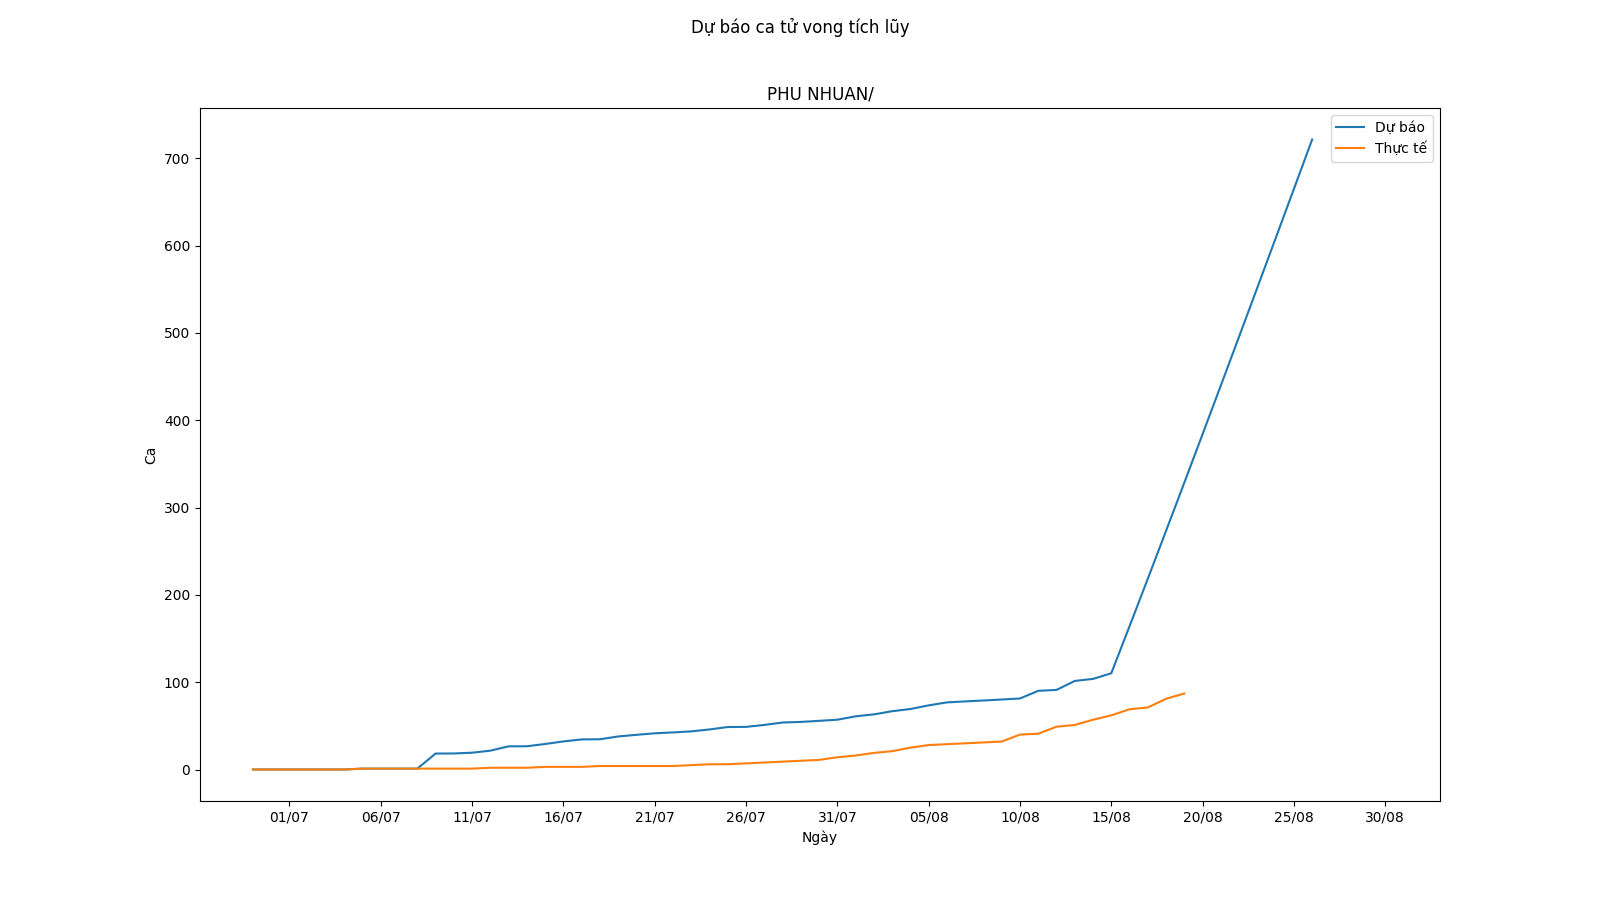 Dự báo ca tử vong tích lũy
PHU NHUAN/
Dự báo
Thực tế
700
600
500
400
300
200
100
0
Ca
01/07 06/07 11/07 16/07 21/07 26/07 31/07 05/08 10/08 15/08 20/08 25/08 30/08
Ngày